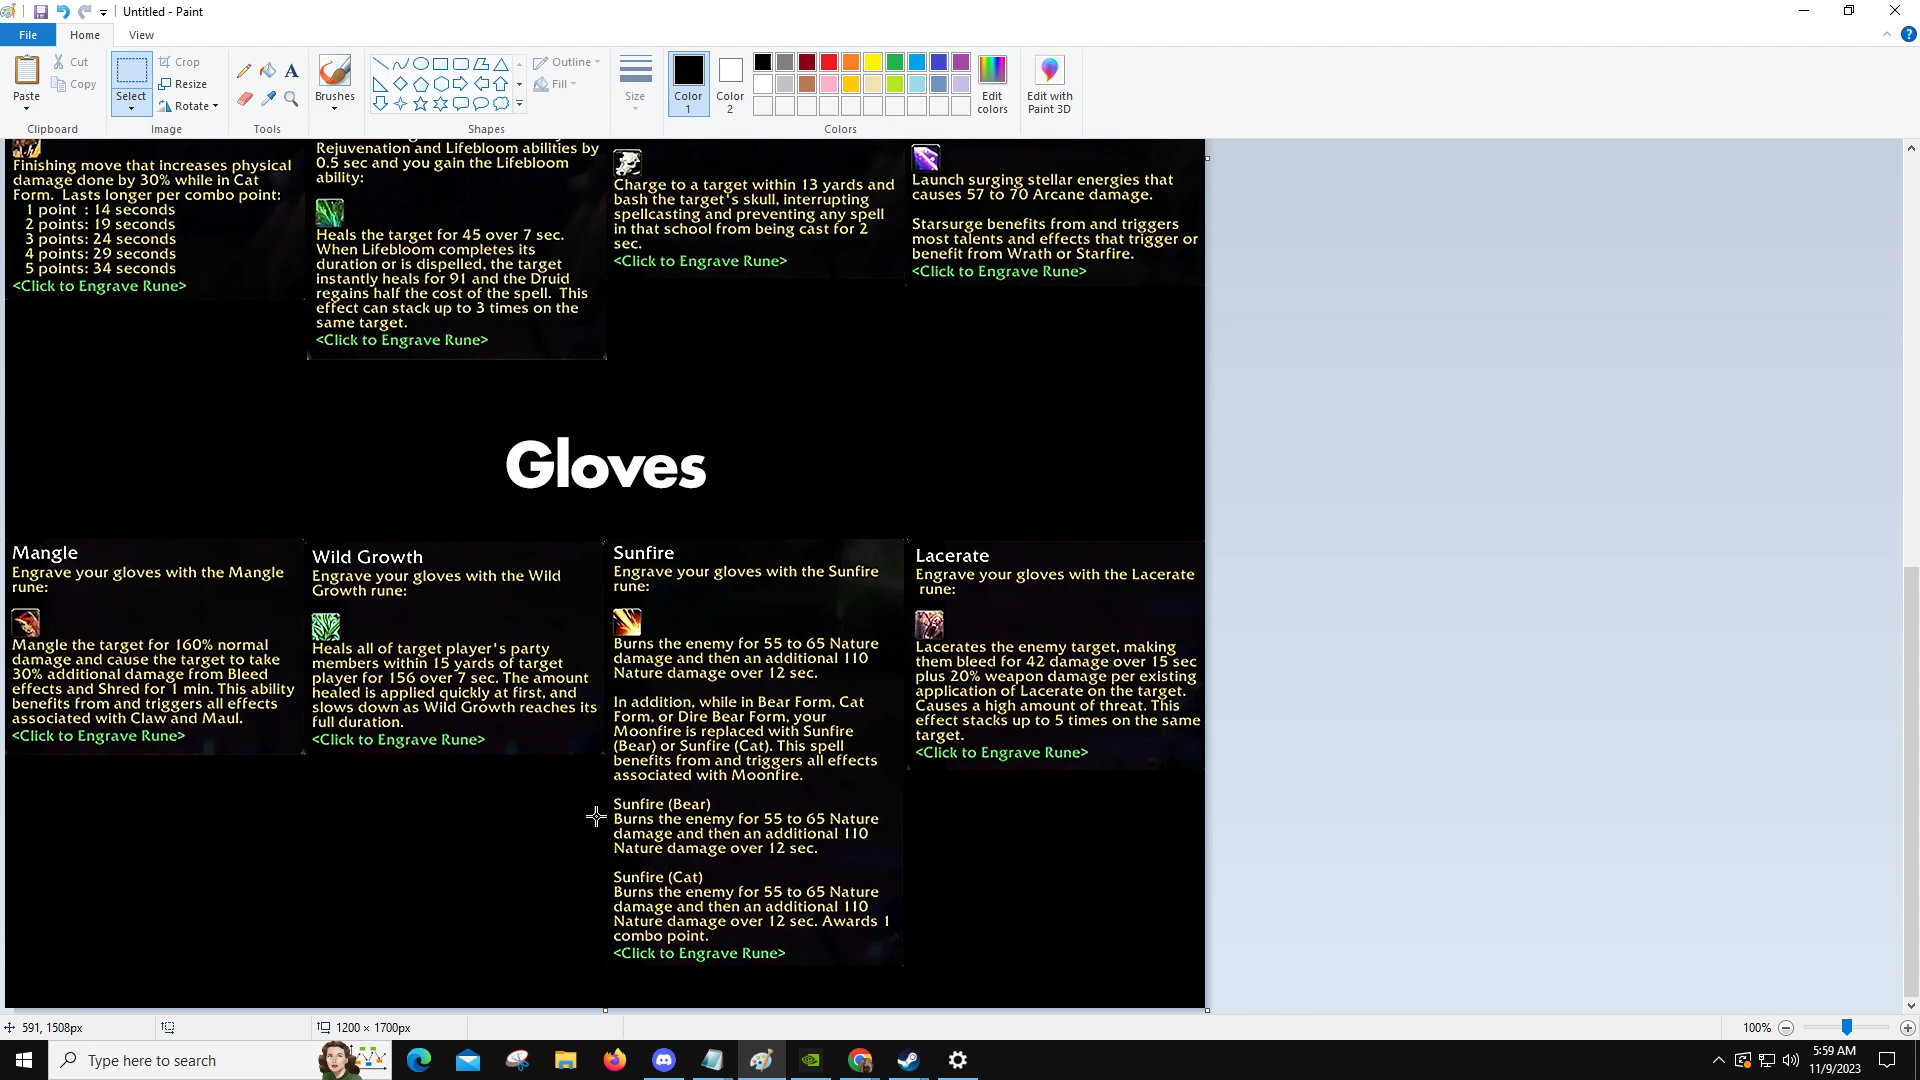 Untitled - Paint
File
Home
View
Paste
Cut
Copy
Clipboard
Select
Crop
Resize
Rotate
Image
A
Tools
Brushes
Shapes
Outline
Fill
Size
Color 1
Color 2
Edit colors
Edit with Paint 3D
Colors
Finishing move that increases physical
damage done by 30% while in Cat
Form.  Lasts longer per combo point:
1 point  : 14 seconds
2 points: 19 seconds
3 points: 24 seconds
4 points: 29 seconds
5 points: 34 seconds
<Click to Engrave Rune>
Rejuvenation and Lifebloom abilities by
0.5 sec and you gain the Lifebloom
ability:
Heals the target for 45 over 7 sec.
When Lifebloom completes its
duration or is dispelled, the target
instantly heals for 91 and the Druid
regains half the cost of the spell.  This
effect can stack up to 3 times on the
same target.
<Click to Engrave Rune>
Charge to a target within 13 yards and
bash the target's skull, interrupting
spellcasting and preventing any spell
in that school from being cast for 2
sec.
<Click to Engrave Rune>
Launch surging stellar energies that
causes 57 to 70 Arcane damage.
Starsurge benefits from and triggers
most talents and effects that trigger or
benefit from Wrath or Starfire.
<Click to Engrave Rune>
Gloves
Mangle
Engrave your gloves with the Mangle
rune:
Mangle the target for 160% normal
damage and cause the target to take
30% additional damage from Bleed
effects and Shred for 1 min. This ability
benefits from and triggers all effects
associated with Claw and Maul.
<Click to Engrave Rune>
Wild Growth
Engrave your gloves with the Wild
Growth rune:
Heals all of target player's party
members within 15 yards of target
player for 156 over 7 sec. The amount
healed is applied quickly at first, and
slows down as Wild Growth reaches its
full duration.
<Click to Engrave Rune>
Sunfire
Engrave your gloves with the Sunfire
rune:
Burns the enemy for 55 to 65 Nature
damage and then an additional 110
Nature damage over 12 sec.
In addition, while in Bear Form, Cat
Form, or Dire Bear Form, your
Moonfire is replaced with Sunfire
(Bear) or Sunfire (Cat). This spell
benefits from and triggers all effects
associated with Moonfire.
Sunfire (Bear)
Burns the enemy for 55 to 65 Nature
damage and then an additional 110
Nature damage over 12 sec.
Sunfire (Cat)
Burns the enemy for 55 to 65 Nature
damage and then an additional 110
Nature damage over 12 sec. Awards 1
combo point.
<Click to Engrave Rune>
Lacerate
Engrave your gloves with the Lacerate
rune:
Lacerates the enemy target, making
them bleed for 42 damage over 15 sec
plus 20% weapon damage per existing
application of Lacerate on the target.
Causes a high amount of threat. This
effect stacks up to 5 times on the same
target.
<Click to Engrave Rune>
591, 1508px
1200 × 1700px
100%
Type here to search
5:59 AM
11/9/2023